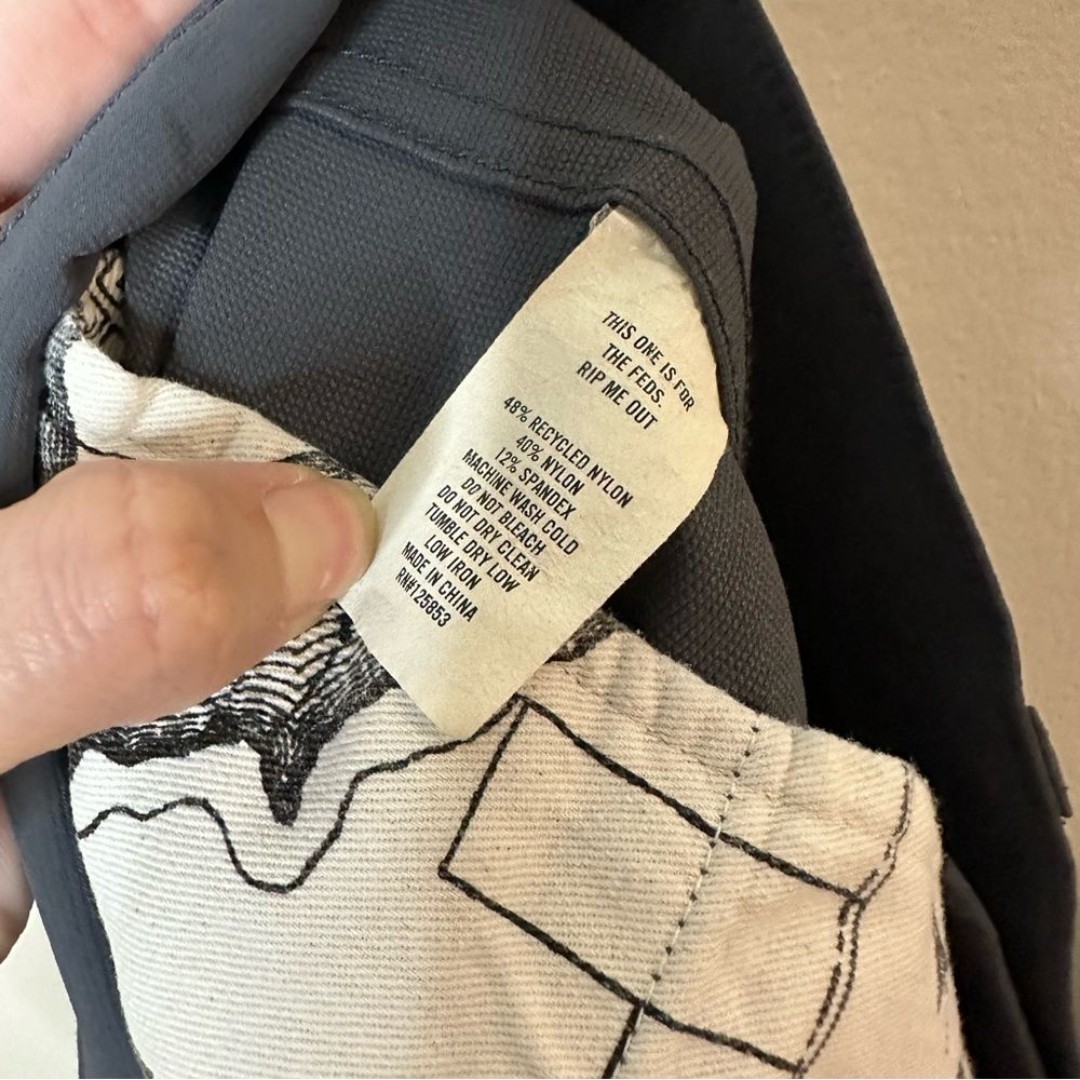 THIS ONE IS FOR
THE FEDS.
RIP ME OUT
48% RECYCLED NYLON
40% NYLON
12% SPANDEX
MACHINE WASH COLD
DO NOT BLEACH
DO NOT DRY CLEAN
TUMBLE DRY LOW
LOW IRON
MADE IN CHINA
RN#125853